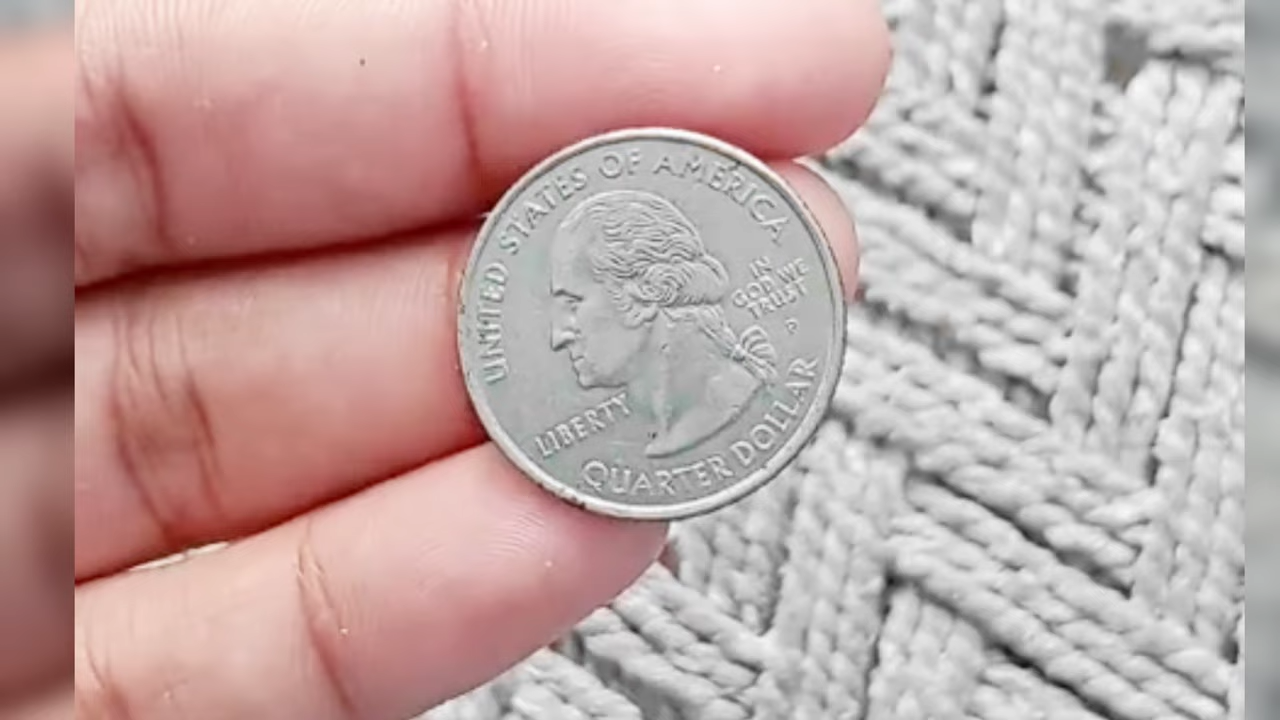 UNITED STATES OF AMERICA
IN
GOD WE
TRUST
P
LIBERTY
QUARTER DOLLAR